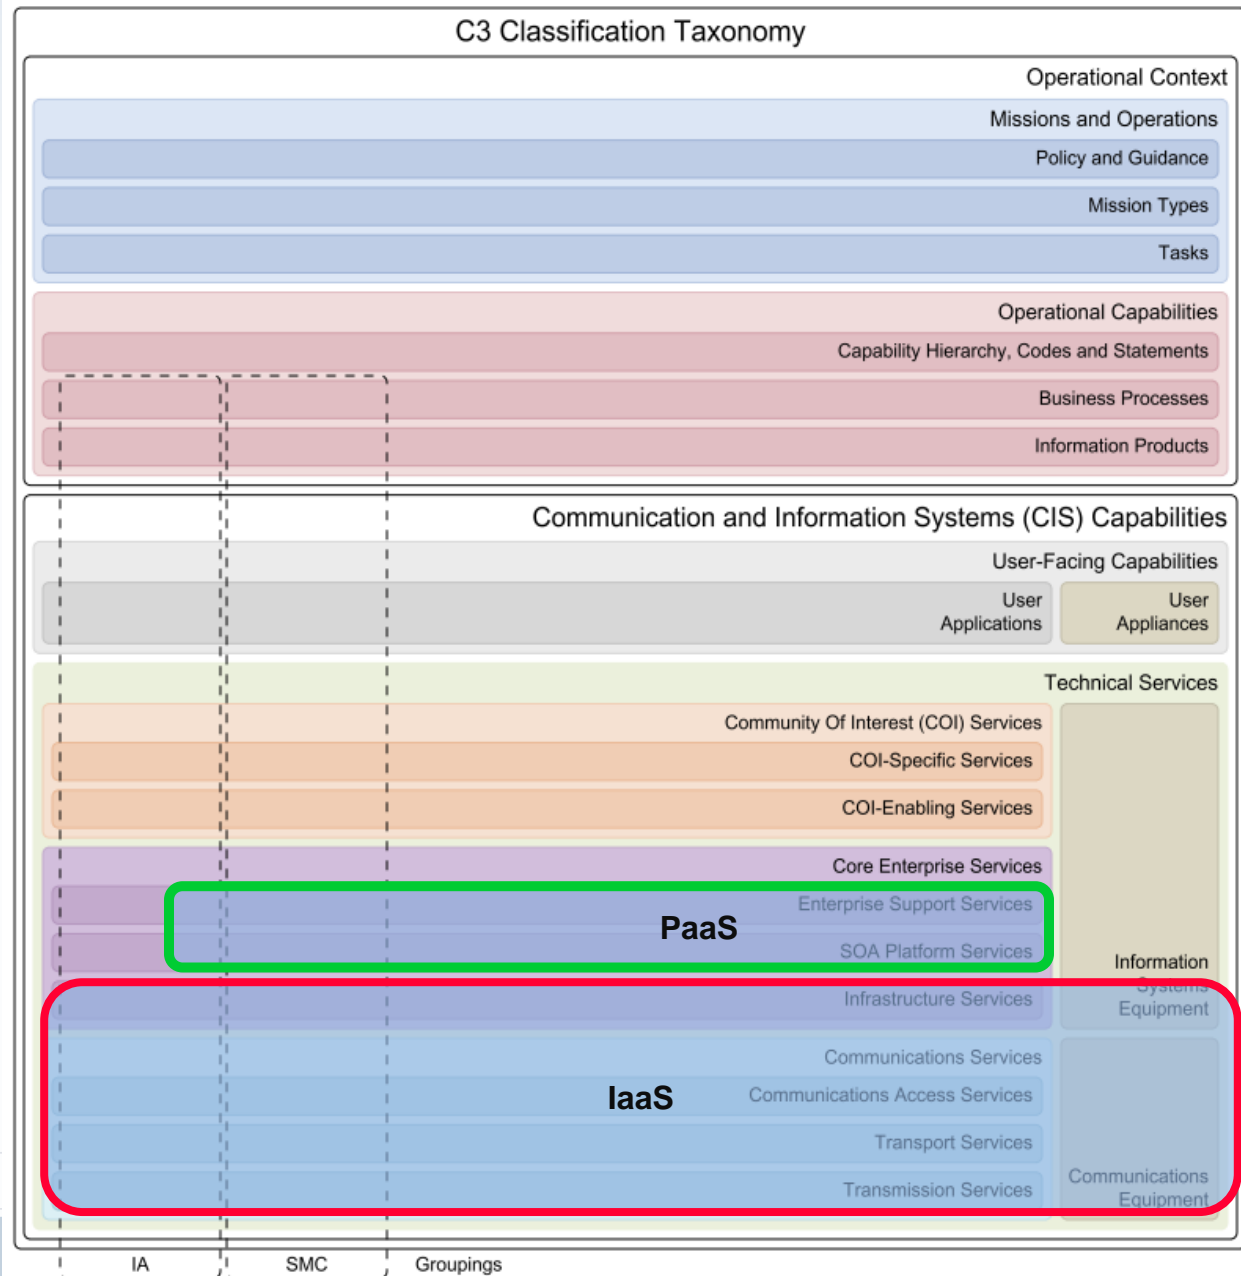 C3 Classification Taxonomy
Operational Context
Missions and Operations
Policy and Guidance
Mission Types
Tasks
Operational Capabilities
Capability Hierarchy, Codes and Statements
Business Processes
Information Products
Communication and Information Systems (CIS) Capabilities
User-Facing Capabilities
User
Applications
User
Appliances
Technical Services
Community Of Interest (COI) Services
COI-Specific Services
COI-Enabling Services
Core Enterprise Services
Enterprise Support Services
PaaS
SOA Platform Services
Information
Systems
Equipment
Infrastructure Services
Communications Services
IaaS
Communications Access Services
Transport Services
Transmission Services
Communications
Equipment
IA
SMC
Groupings